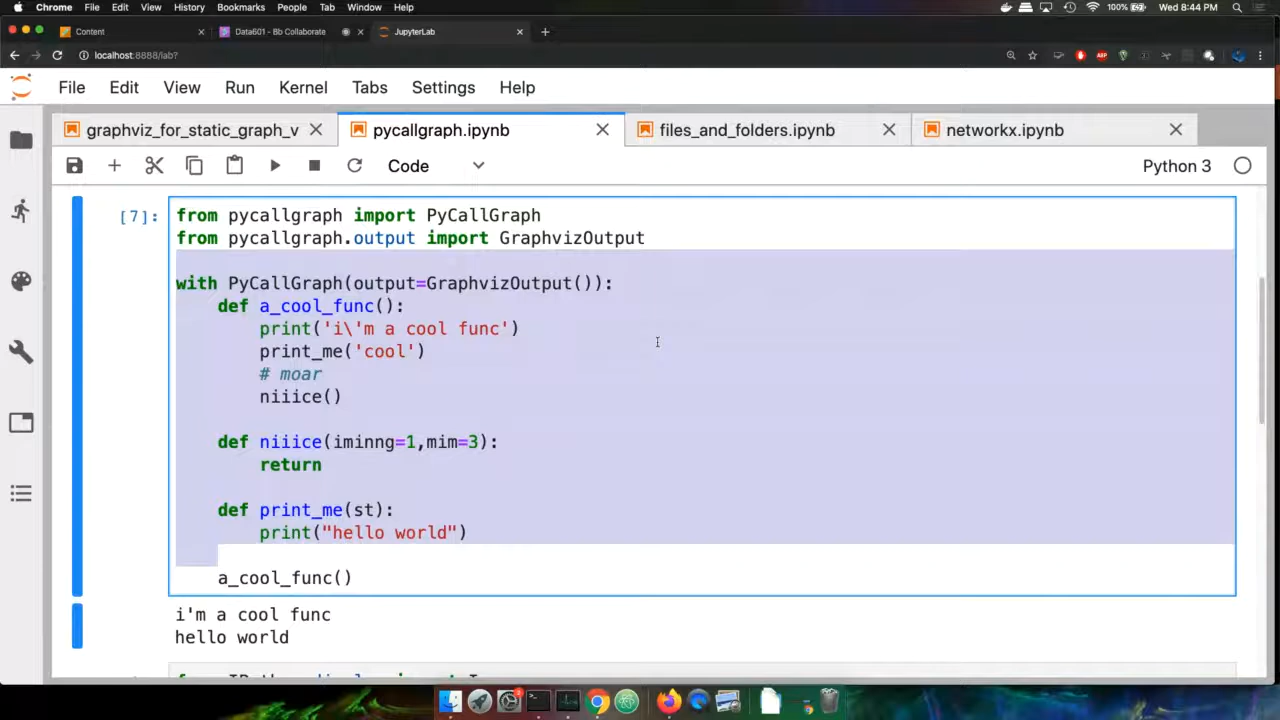 Chrome File Edit View History Bookmarks People Tab Window Help 100% Wed 8:44 PM
Content Data601 - Bb Collaborate JupyterLab
localhost:8888/lab?
File Edit View Run Kernel Tabs Settings Help
graphviz_for_static_graph_v pycallgraph.ipynb files_and_folders.ipynb networkx.ipynb
Code Python 3
[7]:
from pycallgraph import PyCallGraph
from pycallgraph.output import GraphvizOutput
with PyCallGraph(output=GraphvizOutput()):
def a_cool_func():
print('i\'m a cool func')
print_me('cool')
# moar
niiice()
def niiice(iminng=1,mim=3):
return
def print_me(st):
print("hello world")
a_cool_func()
i'm a cool func
hello world